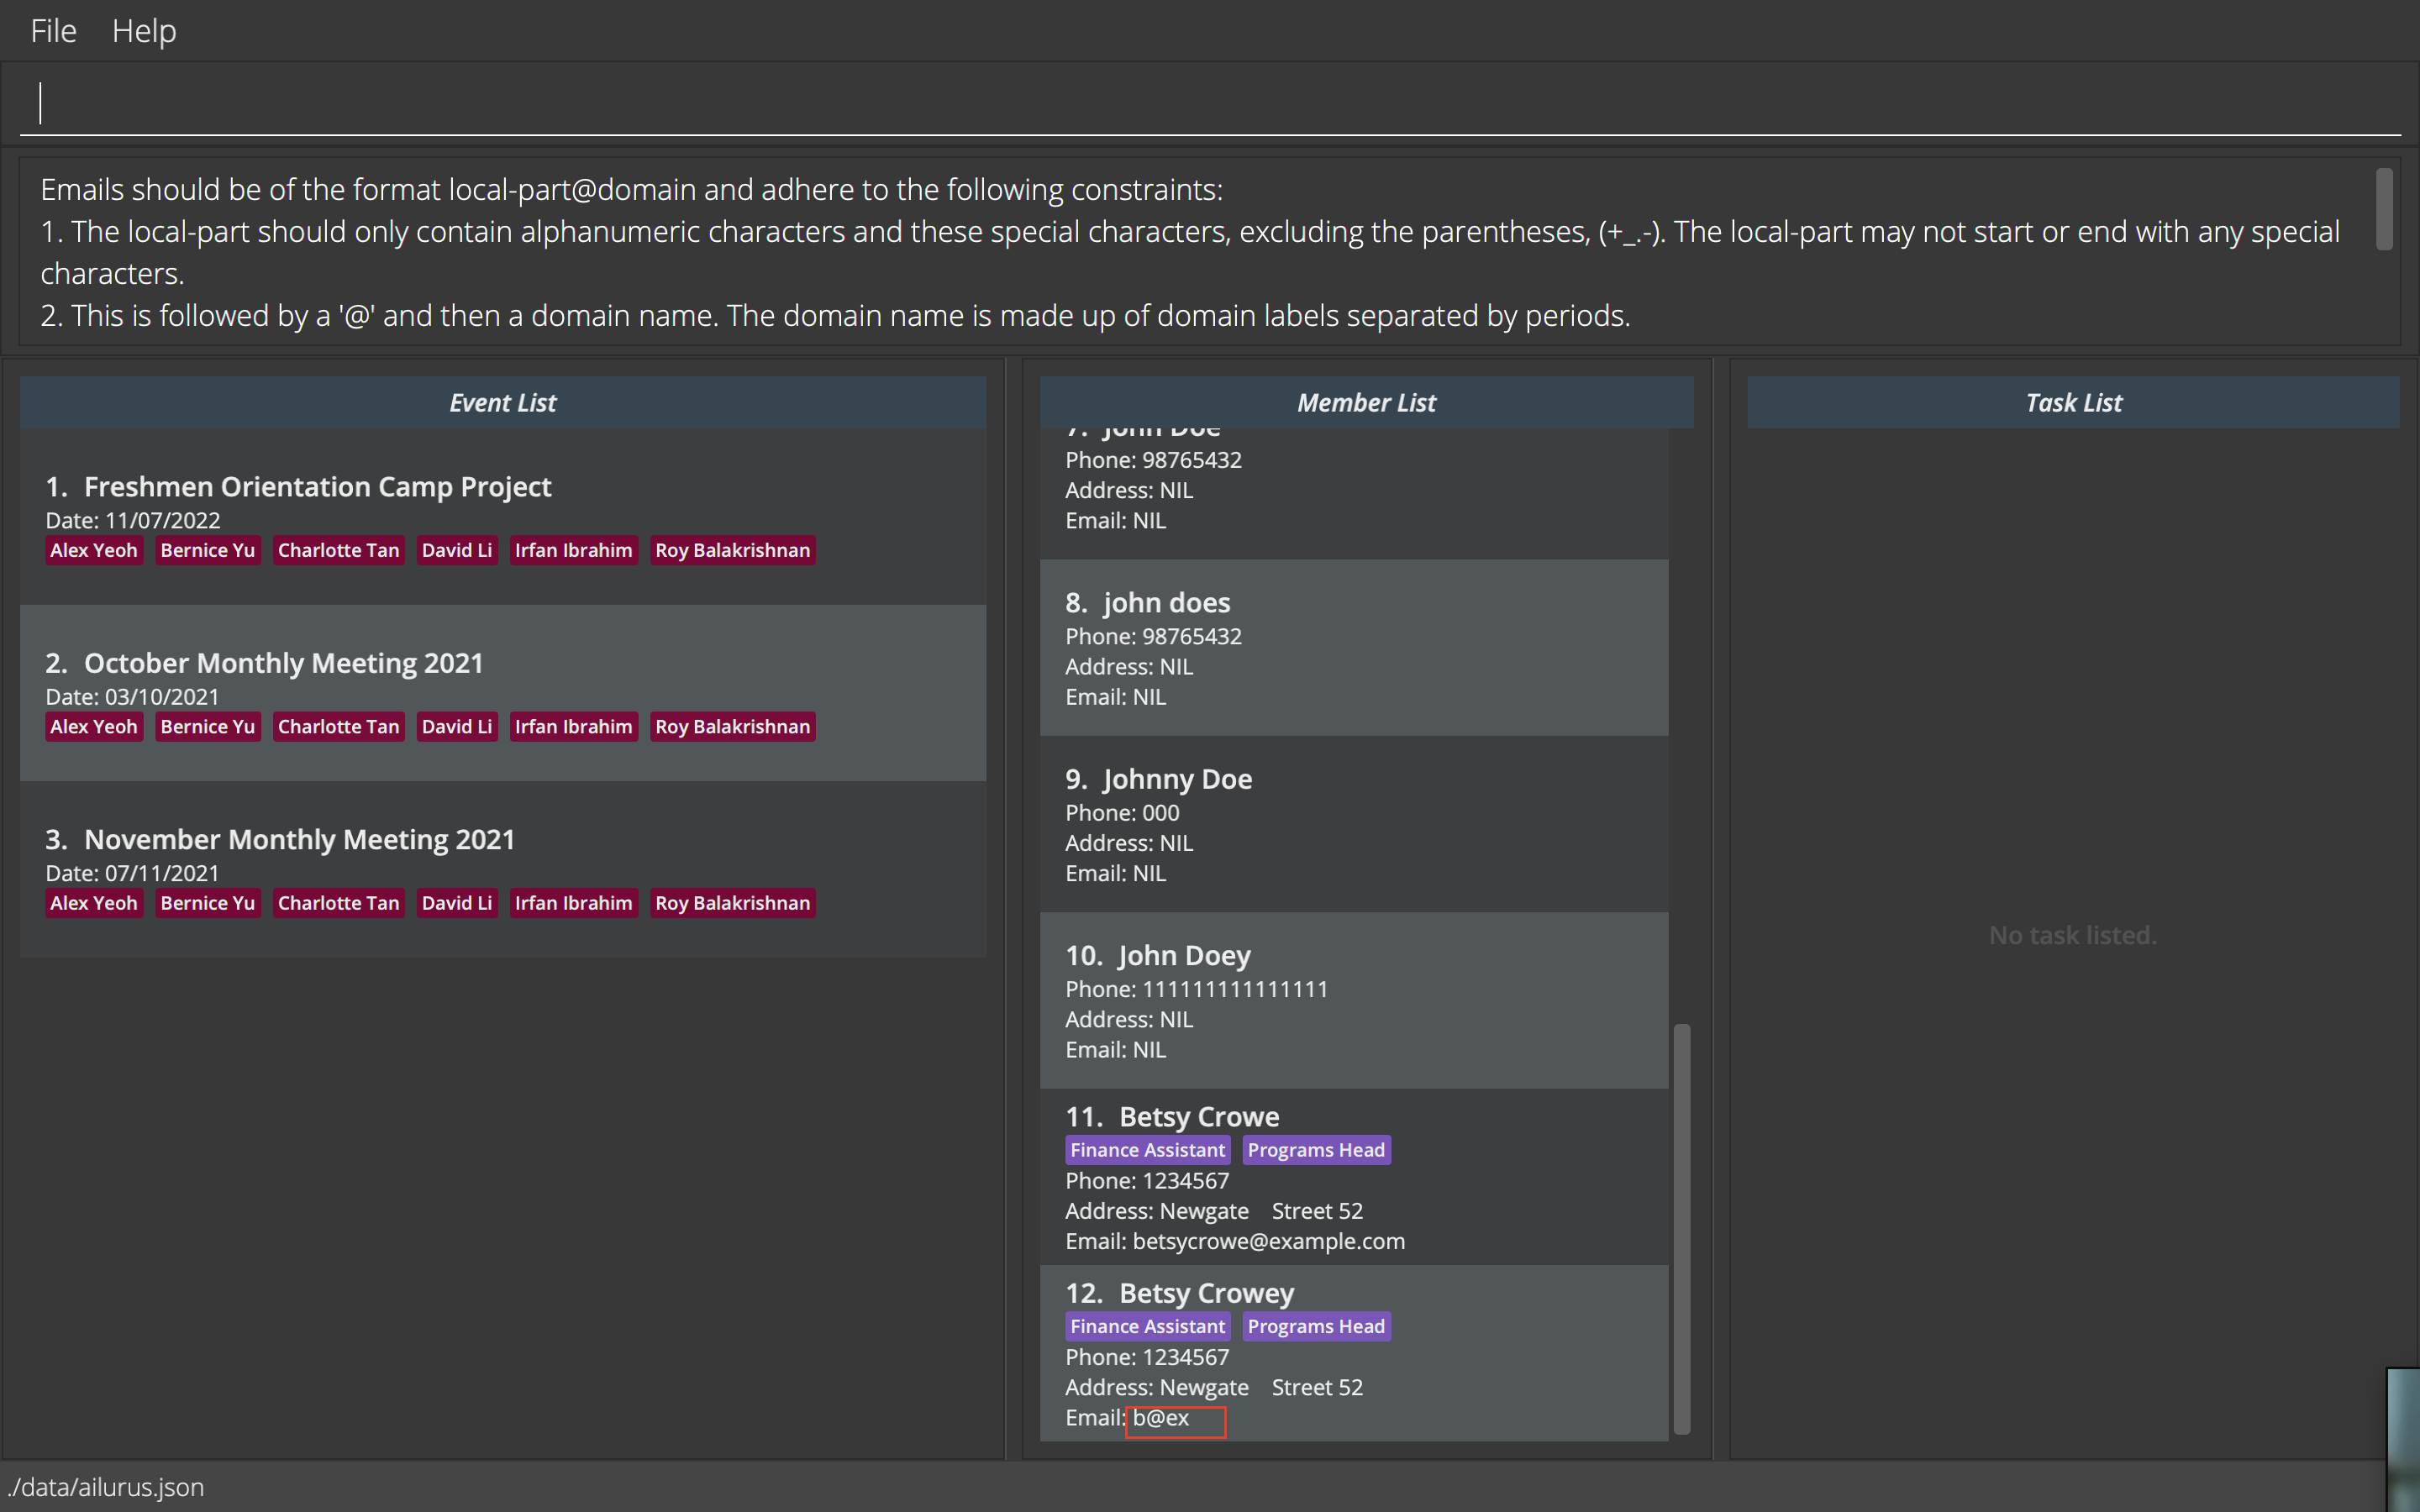 File Help
Emails should be of the format local-part@domain and adhere to the following constraints:
1. The local-part should only contain alphanumeric characters and these special characters, excluding the parentheses, (+_.-). The local-part may not start or end with any special
characters.
2. This is followed by a '@' and then a domain name. The domain name is made up of domain labels separated by periods.
Event List
1. Freshmen Orientation Camp Project
Date: 11/07/2022
Alex Yeoh Bernice Yu Charlotte Tan David Li Irfan Ibrahim Roy Balakrishnan
2. October Monthly Meeting 2021
Date: 03/10/2021
Alex Yeoh Bernice Yu Charlotte Tan David Li Irfan Ibrahim Roy Balakrishnan
3. November Monthly Meeting 2021
Date: 07/11/2021
Alex Yeoh Bernice Yu Charlotte Tan David Li Irfan Ibrahim Roy Balakrishnan
Member List
7. John Doe
Phone: 98765432
Address: NIL
Email: NIL
8. john does
Phone: 98765432
Address: NIL
Email: NIL
9. Johnny Doe
Phone: 000
Address: NIL
Email: NIL
10. John Doey
Phone: 111111111111111
Address: NIL
Email: NIL
11. Betsy Crowe
Finance Assistant Programs Head
Phone: 1234567
Address: Newgate Street 52
Email: betsycrowe@example.com
12. Betsy Crowey
Finance Assistant Programs Head
Phone: 1234567
Address: Newgate Street 52
Email: b@ex
Task List
No task listed.
./data/ailurus.json